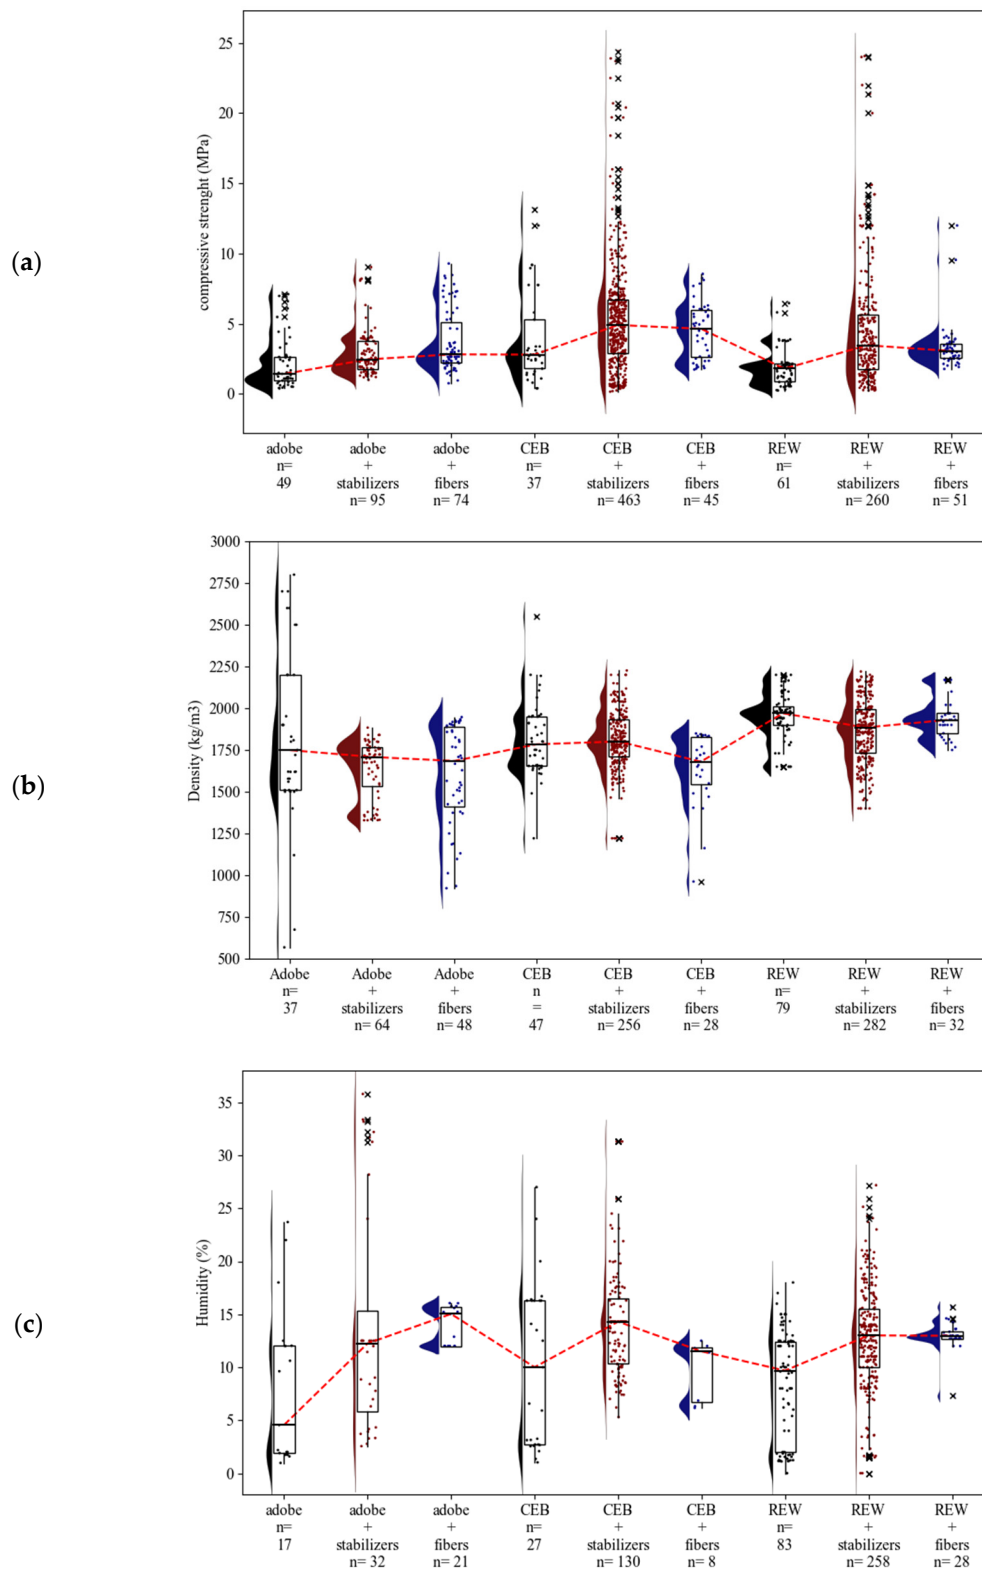 (a)
compressive strenght (MPa)
25
20
15
10
5
0
adobe
n=
49
adobe
+
stabilizers
n= 95
adobe
+
fibers
n= 74
CEB
n=
37
CEB
+
stabilizers
n= 463
CEB
+
fibers
n= 45
REW
n=
61
REW
+
stabilizers
n= 260
REW
+
fibers
n= 51
(b)
Density (kg/m3)
3000
2750
2500
2250
2000
1750
1500
1250
1000
750
500
Adobe
n=
37
Adobe
+
stabilizers
n= 64
Adobe
+
fibers
n= 48
CEB
n
=
47
CEB
+
stabilizers
n= 256
CEB
+
fibers
n= 28
REW
n=
79
REW
+
stabilizers
n= 282
REW
+
fibers
n= 32
(c)
Humidity (%)
35
30
25
20
15
10
5
0
adobe
n=
17
adobe
+
stabilizers
n= 32
adobe
+
fibers
n= 21
CEB
n=
27
CEB
+
stabilizers
n= 130
CEB
+
fibers
n= 8
REW
n=
83
REW
+
stabilizers
n= 258
REW
+
fibers
n= 28